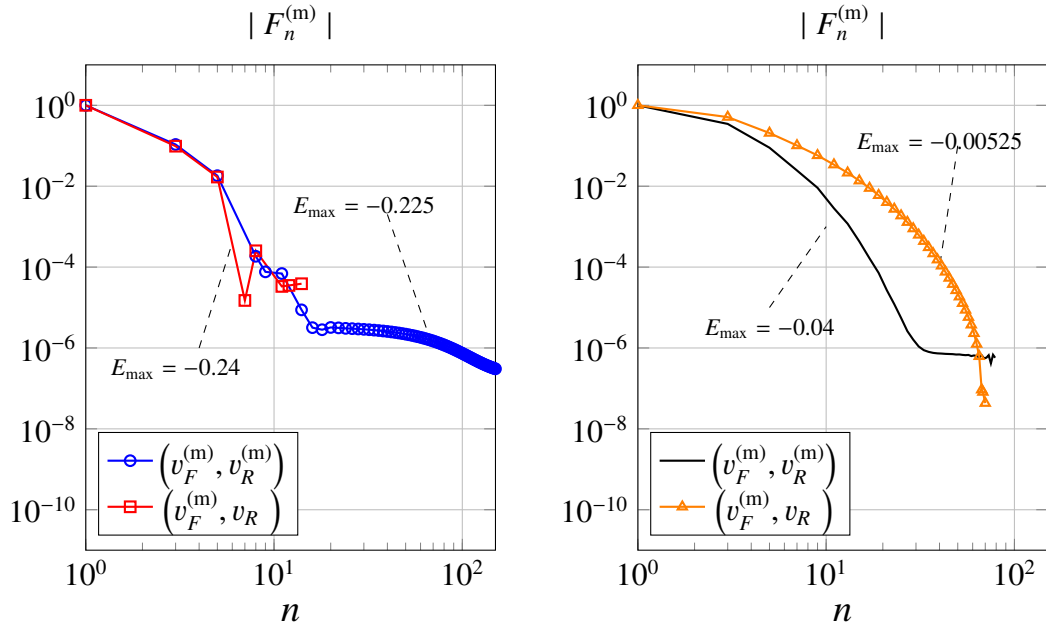 | F_n^(m) |
10^0
10^−2
10^−4
10^−6
10^−8
10^−10
E_max = −0.225
E_max = −0.24
(v_F^(m), v_R^(m))
(v_F^(m), v_R)
10^0 10^1 10^2
n
| F_n^(m) |
10^0
10^−2
10^−4
10^−6
10^−8
10^−10
E_max = −0.00525
E_max = −0.04
(v_F^(m), v_R^(m))
(v_F^(m), v_R)
10^0 10^1 10^2
n